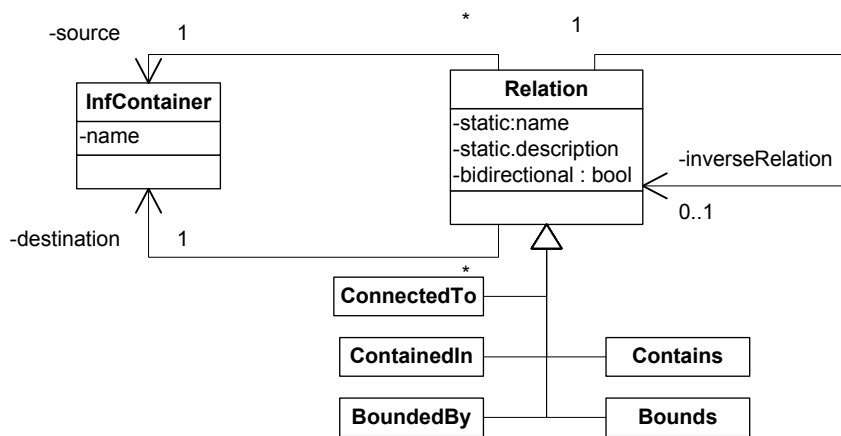 * 1
-source 1
Relation
InfContainer
-name
-static:name
-static.description
-bidirectional : bool
-inverseRelation
0..1
-destination 1
*
ConnectedTo
ContainedIn Contains
BoundedBy Bounds